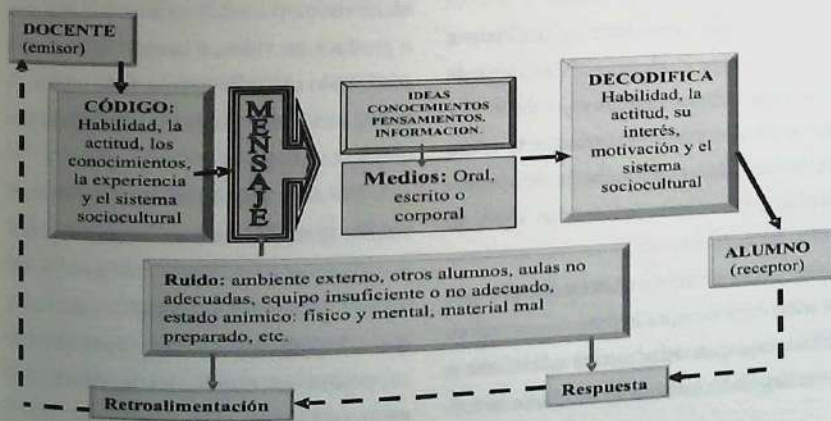 DOCENTE
(emisor)
CÓDIGO:
Habilidad, la
actitud, los
conocimientos,
la experiencia
y el sistema
sociocultural
MENSAJE
IDEAS
CONOCIMIENTOS
PENSAMIENTOS.
INFORMACION.
Medios: Oral,
escrito o
corporal
DECODIFICA
Habilidad, la
actitud, su
interés,
motivación y el
sistema
sociocultural
ALUMNO
(receptor)
Ruido: ambiente externo, otros alumnos, aulas no
adecuadas, equipo insuficiente o no adecuado,
estado anímico: físico y mental, material mal
preparado, etc.
Respuesta
Retroalimentación